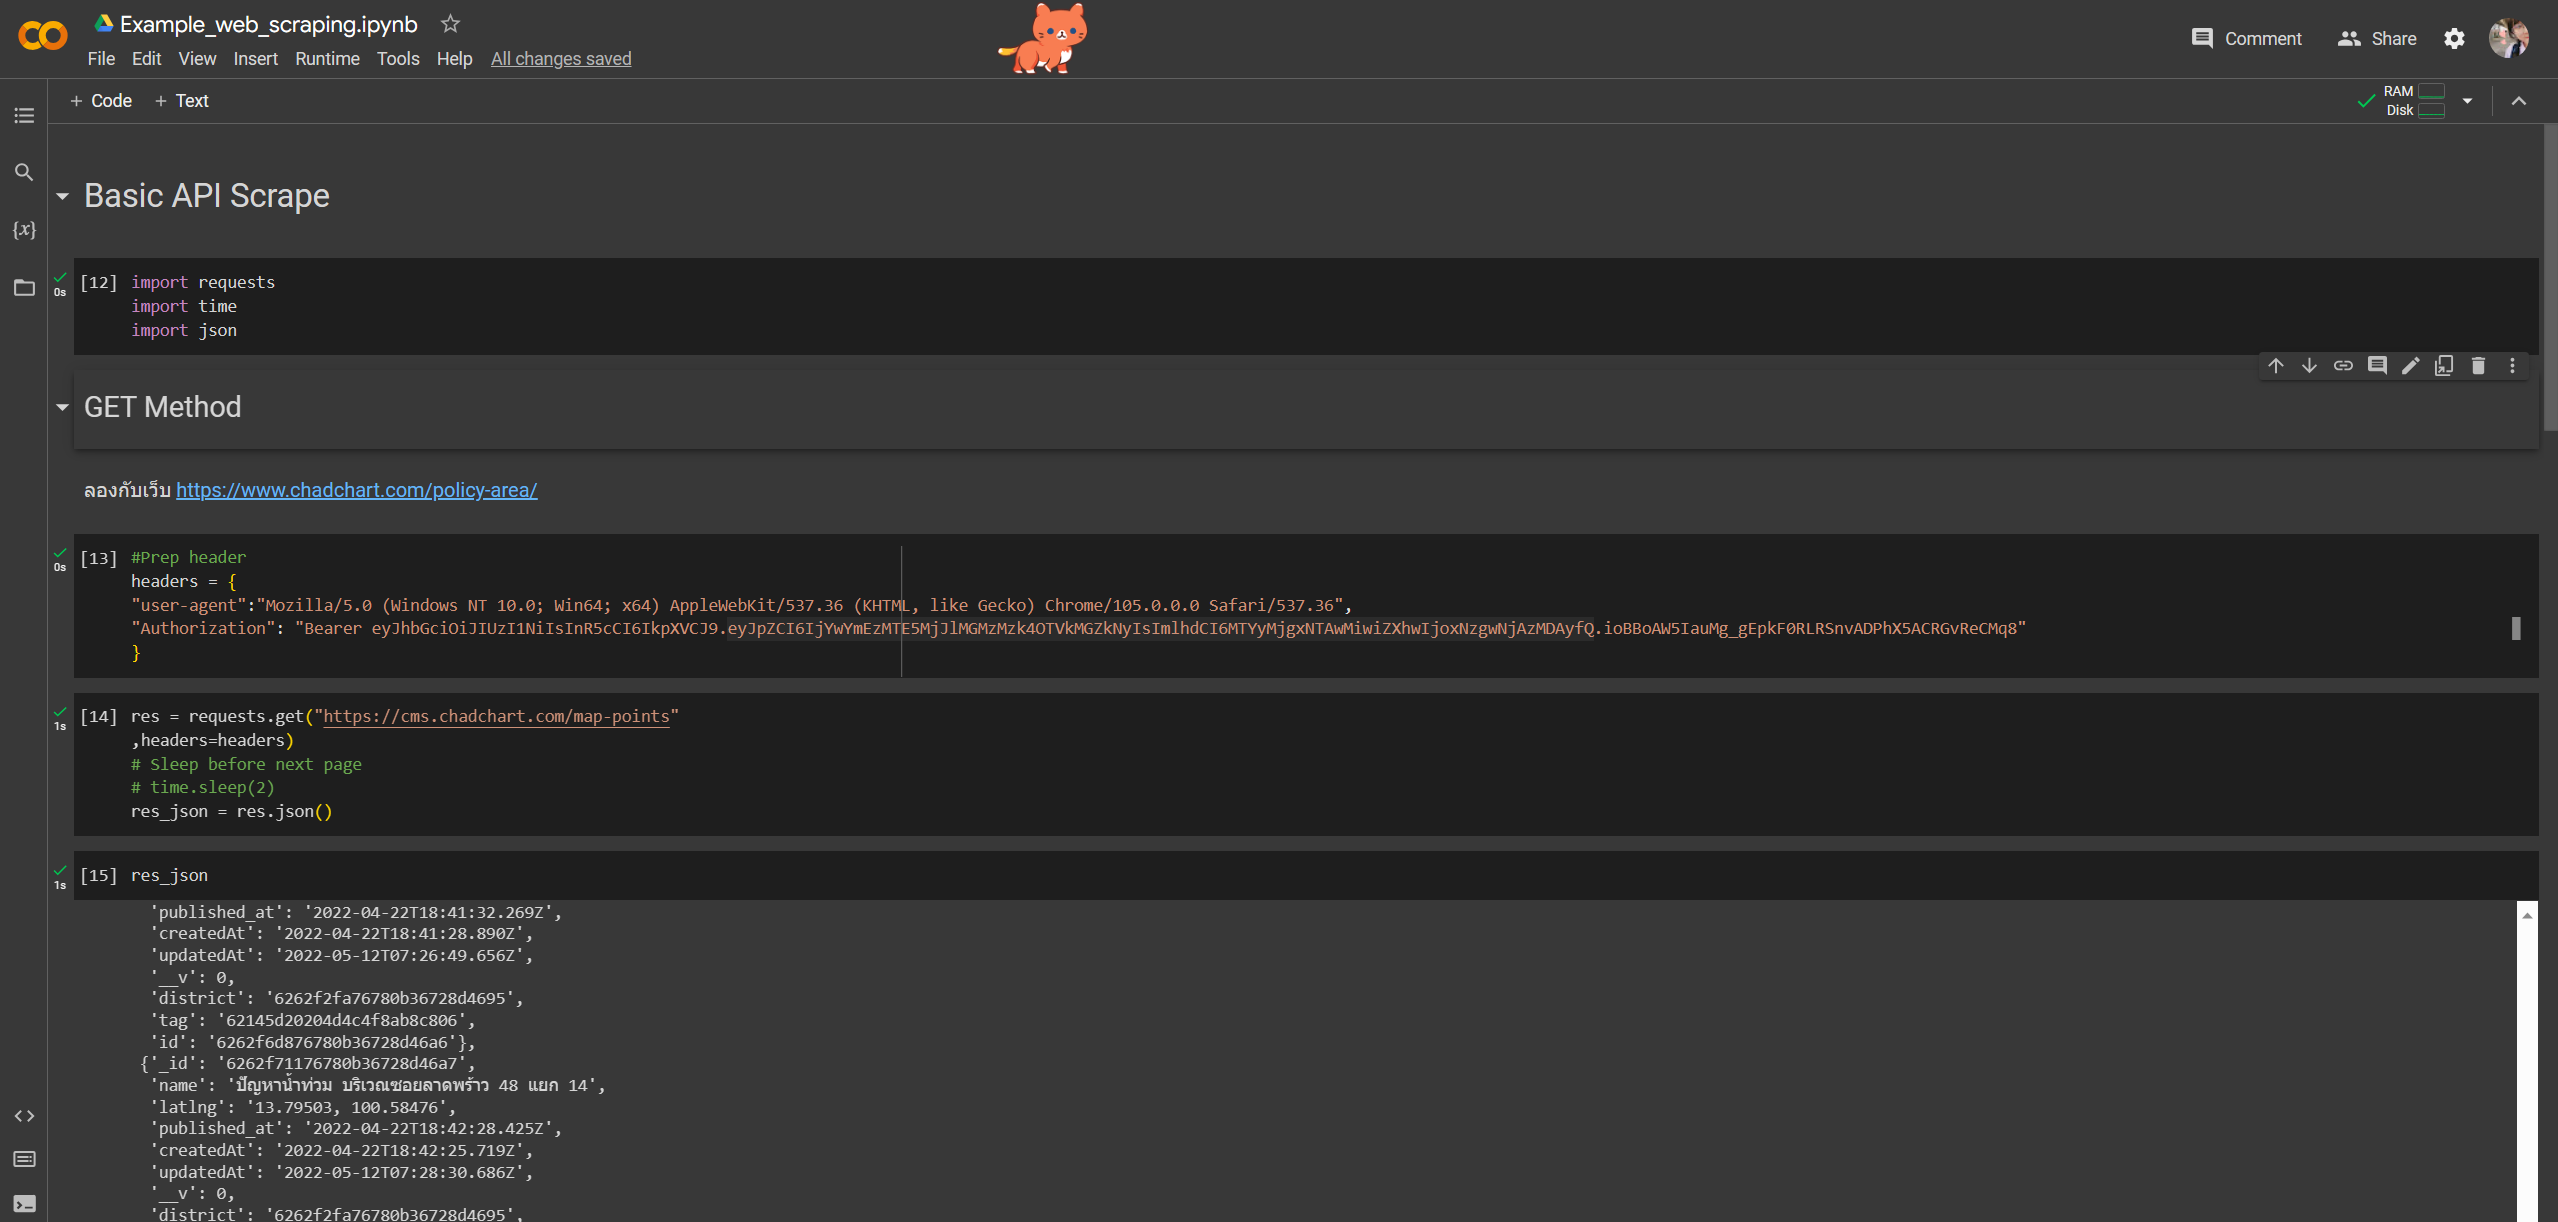 Example_web_scraping.ipynb
File Edit View Insert Runtime Tools Help All changes saved
Comment Share
+ Code + Text
RAM
Disk
Basic API Scrape
{x}
0s
[12] import requests
import time
import json
GET Method
ลองกับเว็บ https://www.chadchart.com/policy-area/
0s
[13] #Prep header
headers = {
"user-agent":"Mozilla/5.0 (Windows NT 10.0; Win64; x64) AppleWebKit/537.36 (KHTML, like Gecko) Chrome/105.0.0.0 Safari/537.36",
"Authorization": "Bearer
}
1s
[14] res = requests.get("https://cms.chadchart.com/map-points"
,headers=headers)
# Sleep before next page
# time.sleep(2)
res_json = res.json()
1s
[15] res_json
'published_at': '2022-04-22T18:41:32.269Z',
'createdAt': '2022-04-22T18:41:28.890Z',
'updatedAt': '2022-05-12T07:26:49.656Z',
'__v': 0,
'district': '6262f2fa76780b36728d4695',
'tag': '62145d20204d4c4f8ab8c806',
'id': '6262f6d876780b36728d46a6'},
{'_id': '6262f71176780b36728d46a7',
'name': 'ปัญหาน้ำท่วม บริเวณซอยลาดพร้าว 48 แยก 14',
'latlng': '13.79503, 100.58476',
'published_at': '2022-04-22T18:42:28.425Z',
'createdAt': '2022-04-22T18:42:25.719Z',
'updatedAt': '2022-05-12T07:28:30.686Z',
'__v': 0,
'district': '6262f2fa76780b36728d4695',